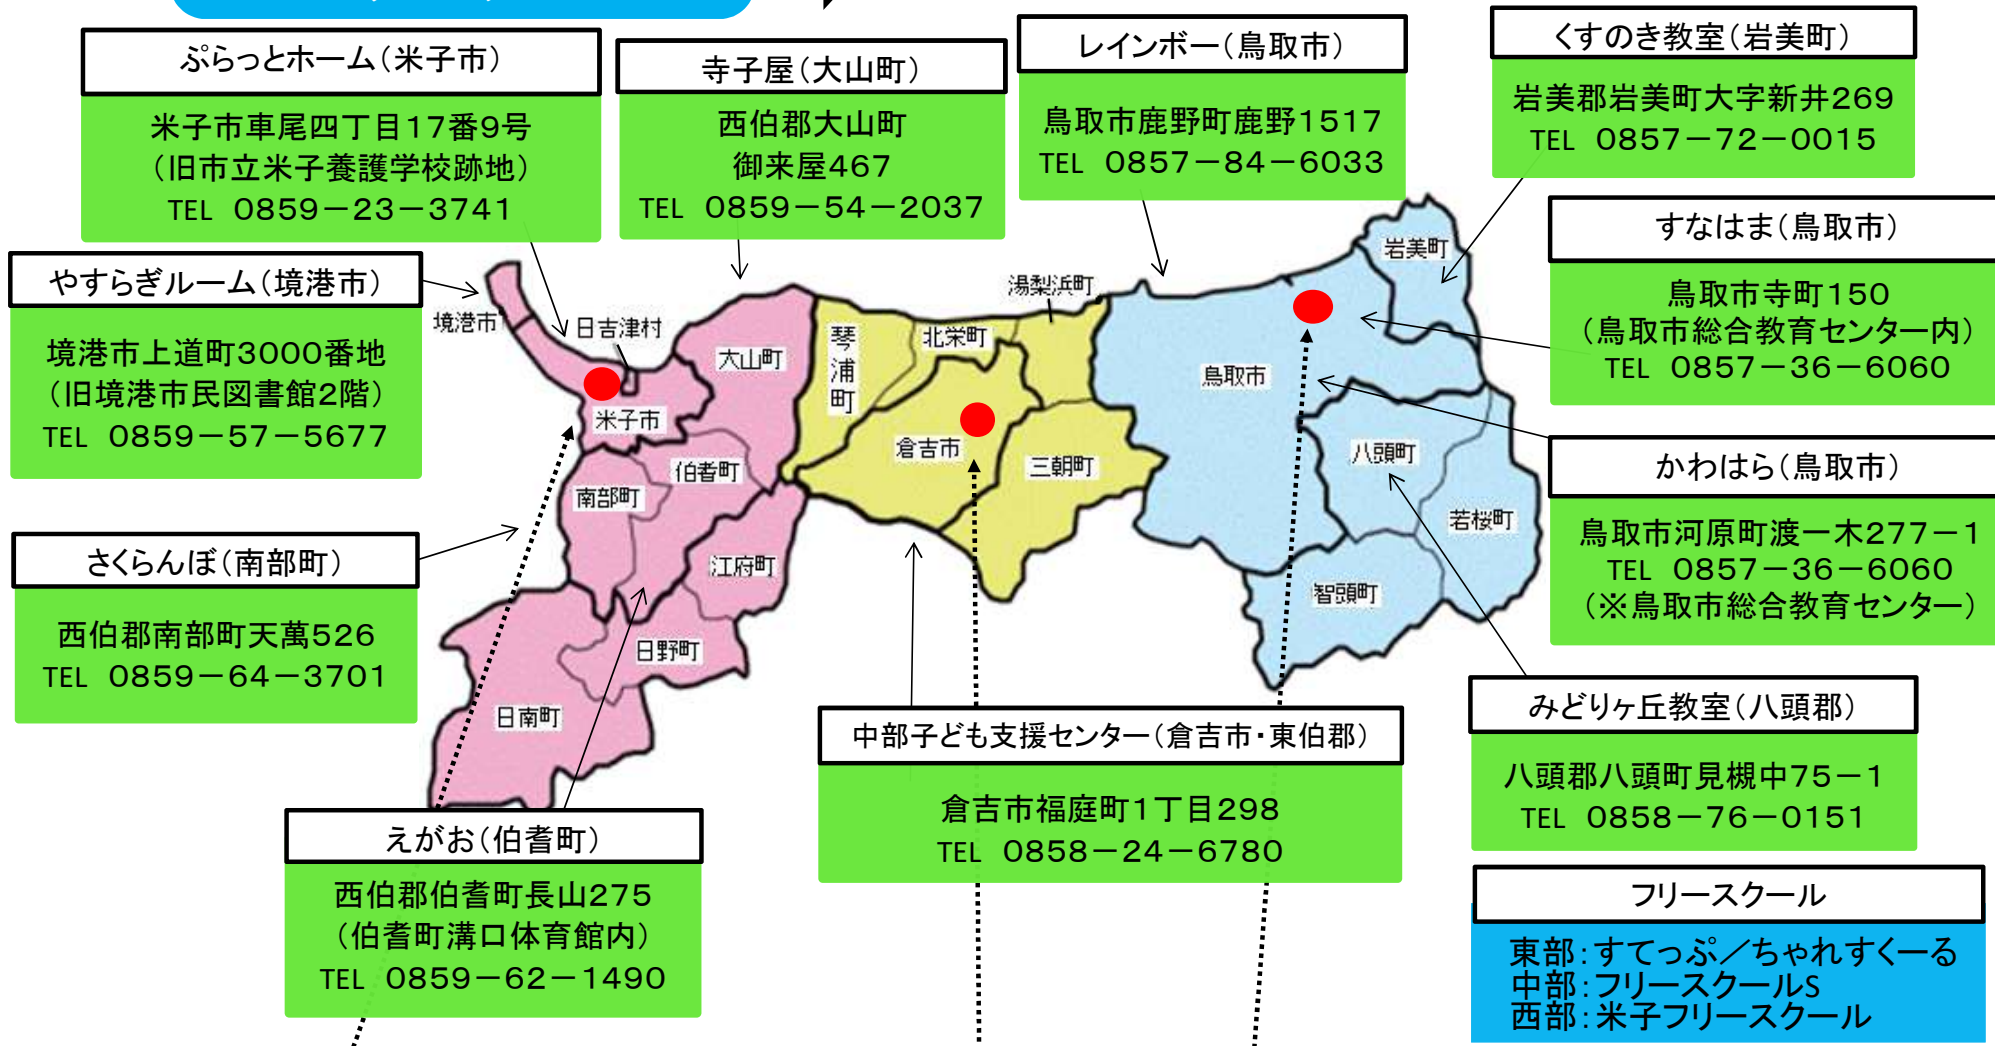 ぷらっとホーム(米子市)
米子市車尾四丁目17番9号
(旧市立米子養護学校跡地)
TEL 0859-23-3741
寺子屋(大山町)
西伯郡大山町
御来屋467
TEL 0859-54-2037
レインボー(鳥取市)
鳥取市鹿野町鹿野1517
TEL 0857-84-6033
くすのき教室(岩美町)
岩美郡岩美町大字新井269
TEL 0857-72-0015
やすらぎルーム(境港市)
境港市上道町3000番地
(旧境港市民図書館2階)
TEL 0859-57-5677
すなはま(鳥取市)
鳥取市寺町150
(鳥取市総合教育センター内)
TEL 0857-36-6060
かわはら(鳥取市)
鳥取市河原町渡一木277-1
TEL 0857-36-6060
(※鳥取市総合教育センター)
さくらんぼ(南部町)
西伯郡南部町天萬526
TEL 0859-64-3701
境港市
日吉津村
米子市
大山町
南部町
伯耆町
江府町
日野町
日南町
琴浦町
北栄町
湯梨浜町
倉吉市
三朝町
鳥取市
岩美町
八頭町
若桜町
智頭町
中部子ども支援センター(倉吉市・東伯郡)
倉吉市福庭町1丁目298
TEL 0858-24-6780
みどりヶ丘教室(八頭郡)
八頭郡八頭町見槻中75-1
TEL 0858-76-0151
えがお(伯耆町)
西伯郡伯耆町長山275
(伯耆町溝口体育館内)
TEL 0859-62-1490
フリースクール
東部:すてっぷ/ちゃれすくーる
中部:フリースクールS
西部:米子フリースクール